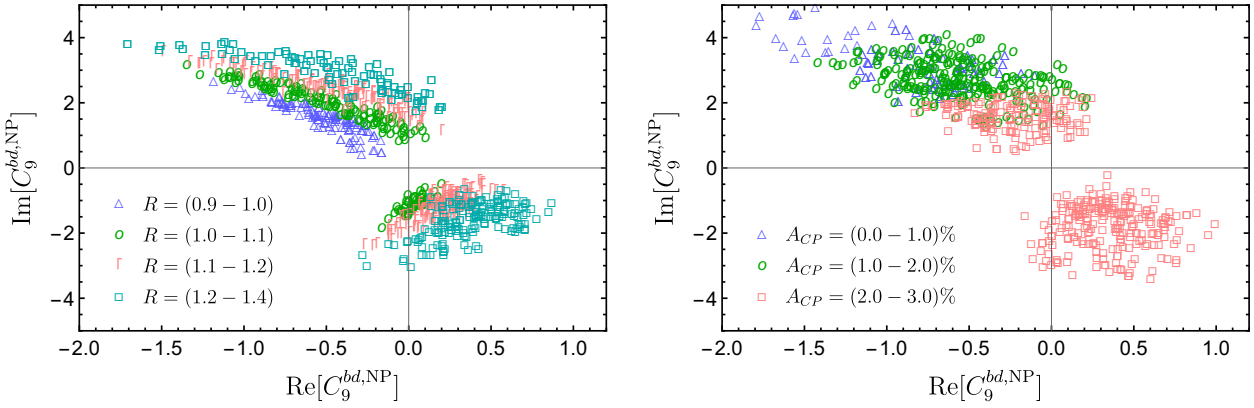 4
2
0
−2
−4
−2.0
−1.5
−1.0
−0.5
0.0
0.5
1.0
Im[C_9^{bd,NP}]
Re[C_9^{bd,NP}]
R = (0.9 − 1.0)
R = (1.0 − 1.1)
R = (1.1 − 1.2)
R = (1.2 − 1.4)
4
2
0
−2
−4
−2.0
−1.5
−1.0
−0.5
0.0
0.5
1.0
Im[C_9^{bd,NP}]
Re[C_9^{bd,NP}]
A_{CP} = (0.0 − 1.0)%
A_{CP} = (1.0 − 2.0)%
A_{CP} = (2.0 − 3.0)%